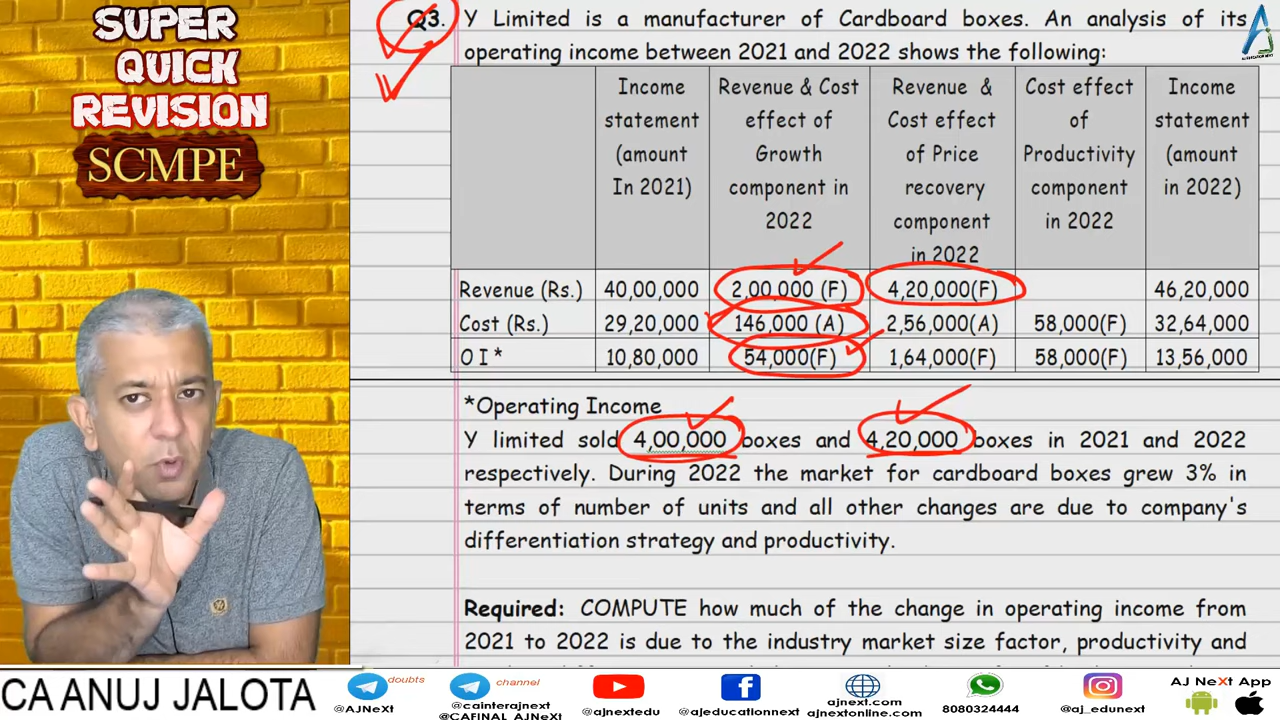 SUPER
QUICK
REVISION
SCMPE
Q3. Y Limited is a manufacturer of Cardboard boxes. An analysis of its
operating income between 2021 and 2022 shows the following:
Income statement (amount In 2021)
Revenue & Cost effect of Growth component in 2022
Revenue & Cost effect of Price recovery component in 2022
Cost effect of Productivity component in 2022
Income statement (amount in 2022)
Revenue (Rs.) 40,00,000 2,00,000 (F) 4,20,000(F) 46,20,000
Cost (Rs.) 29,20,000 146,000 (A) 2,56,000(A) 58,000(F) 32,64,000
O I* 10,80,000 54,000(F) 1,64,000(F) 58,000(F) 13,56,000
*Operating Income
Y limited sold 4,00,000 boxes and 4,20,000 boxes in 2021 and 2022
respectively. During 2022 the market for cardboard boxes grew 3% in
terms of number of units and all other changes are due to company's
differentiation strategy and productivity.
Required: COMPUTE how much of the change in operating income from
2021 to 2022 is due to the industry market size factor, productivity and
CA ANUJ JALOTA
doubts
@AJNeXt
channel
@cainterajnext
@CAFINAL_AJNeXt
@ajnextedu
@ajeducationnext
ajnext.com
ajnextonline.com
8080324444
@aj_edunext
AJ NeXt App